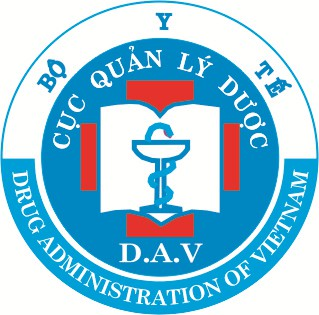 BỘ Y TẾ
CỤC QUẢN LÝ DƯỢC
D.A.V
DRUG ADMINISTRATION OF VIETNAM